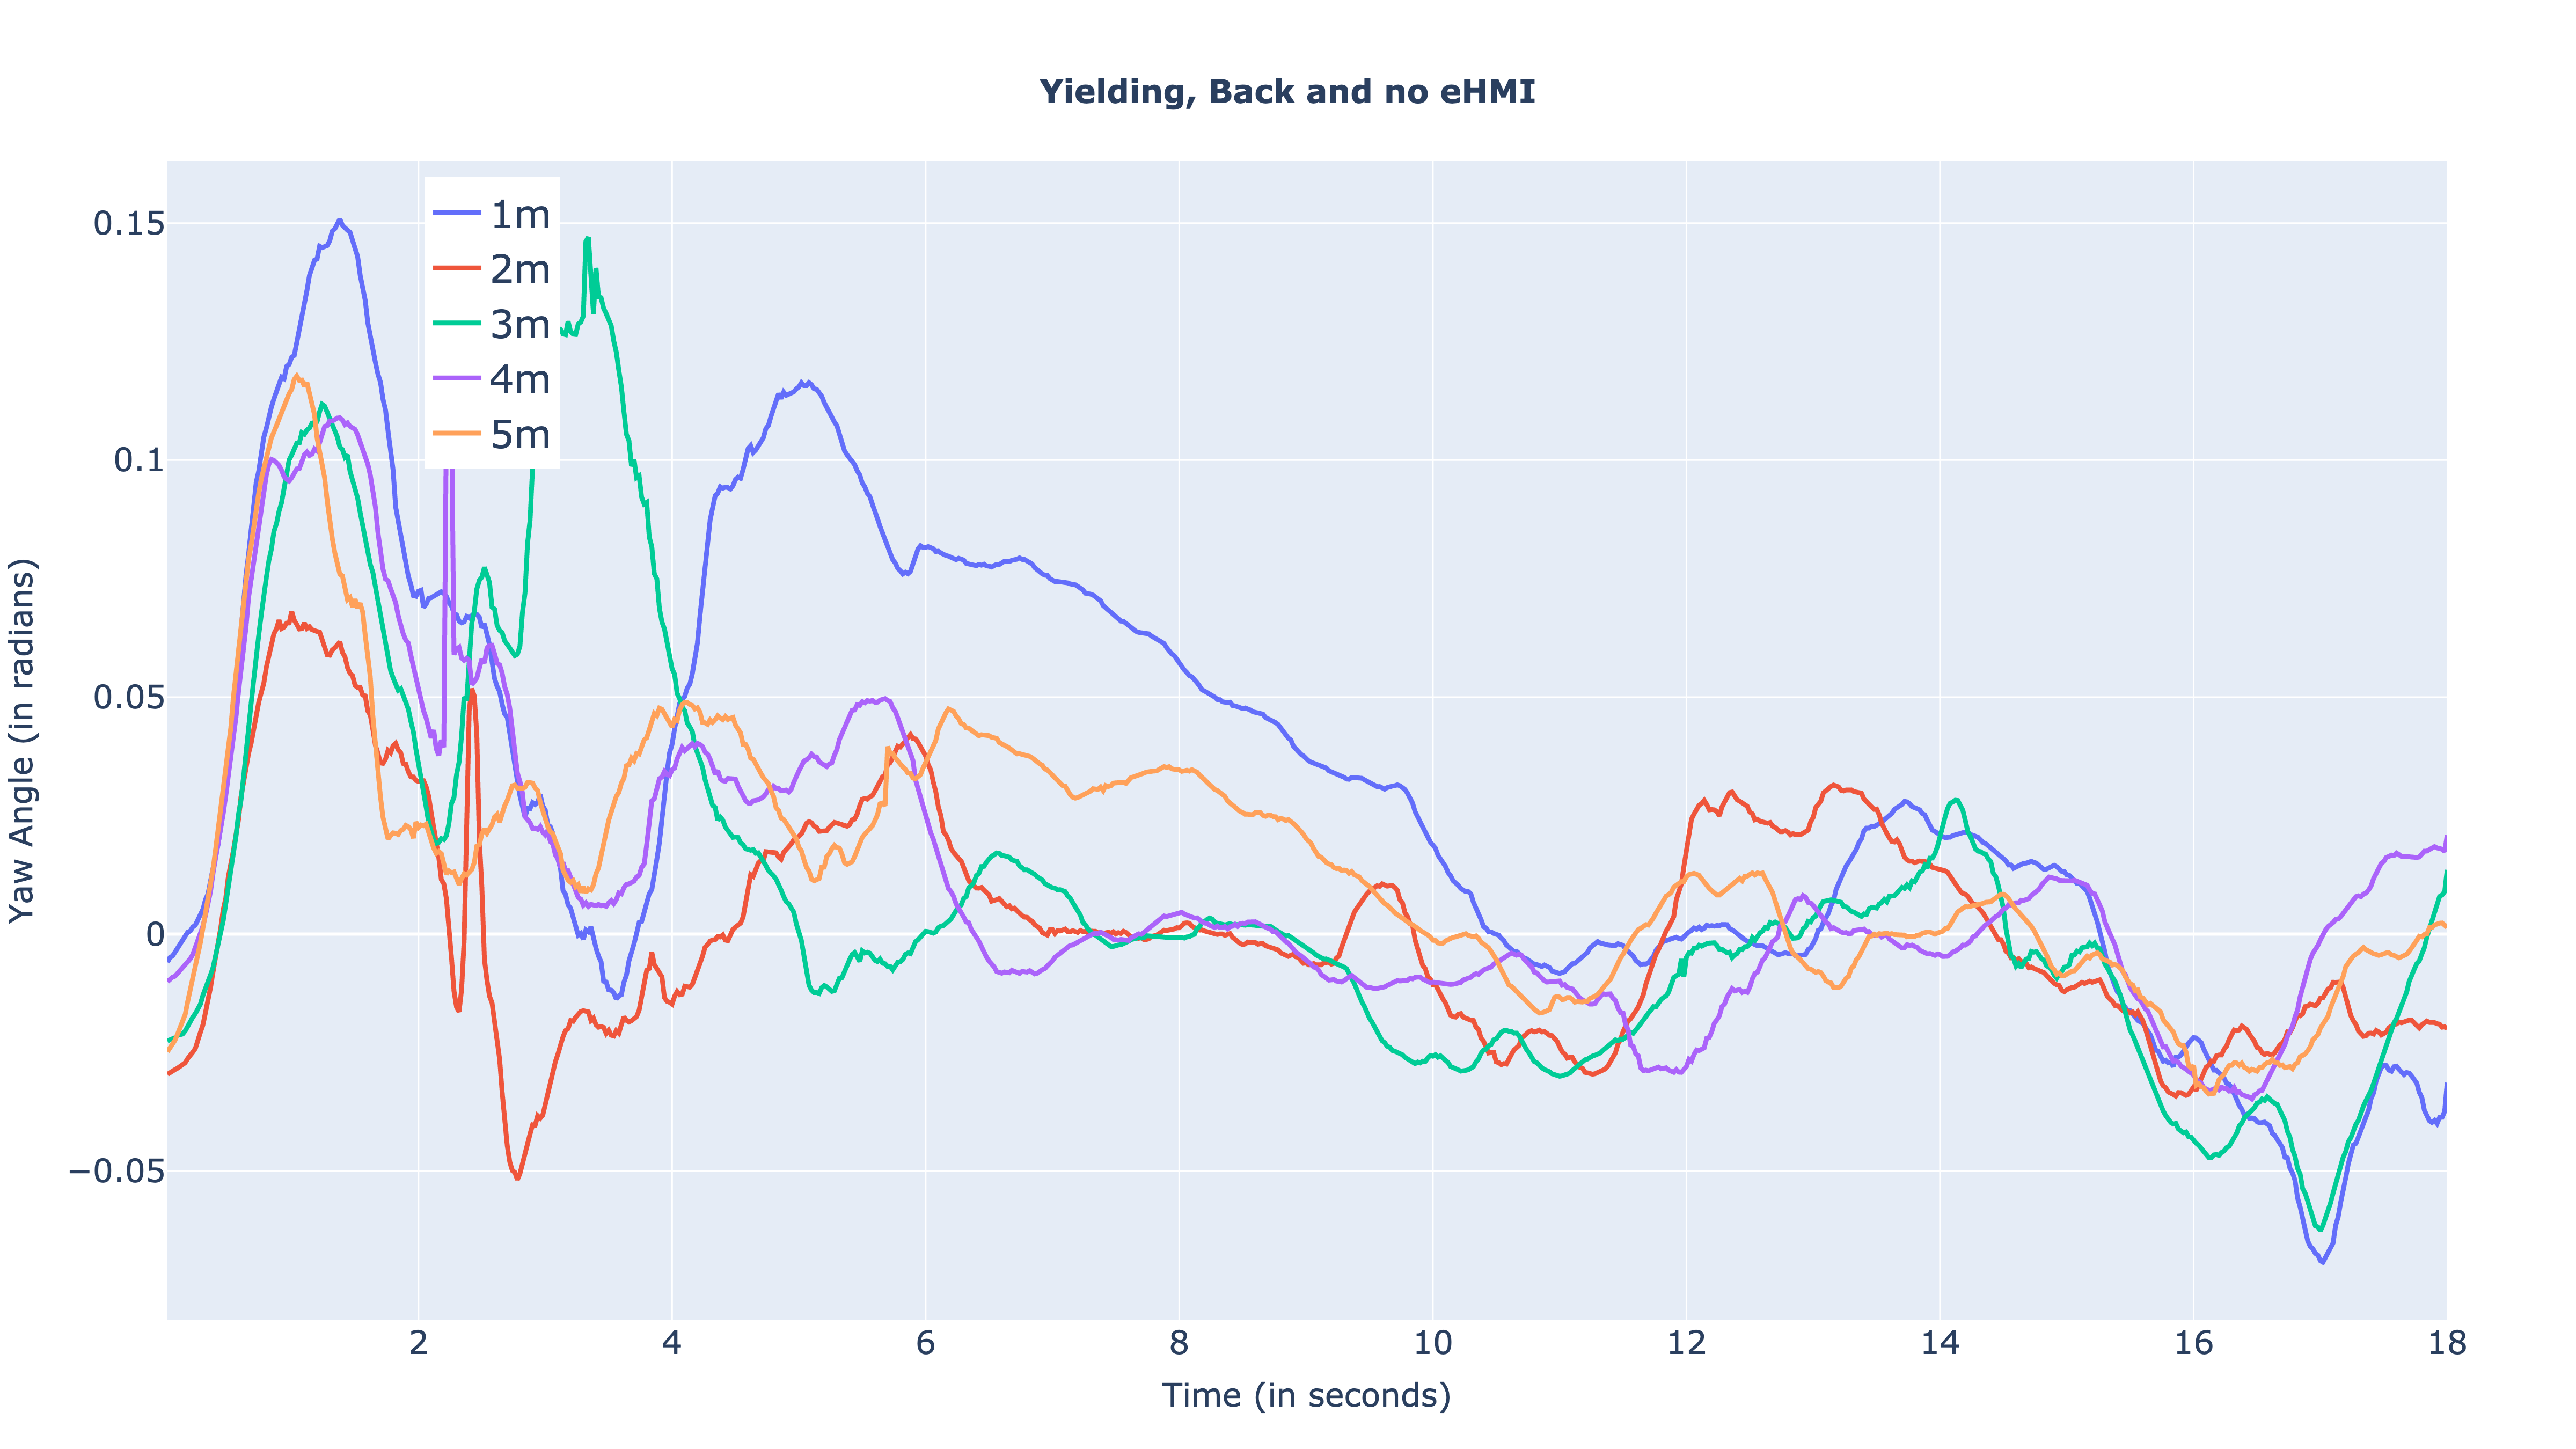 Yielding, Back and no eHMI
1m
2m
3m
4m
5m
0.15
0.1
0.05
0
−0.05
Yaw Angle (in radians)
2 4 6 8 10 12 14 16 18
Time (in seconds)